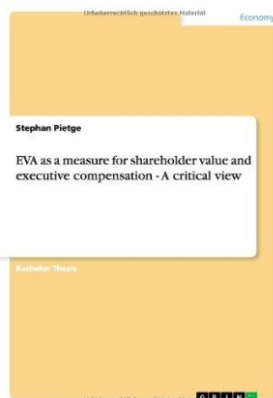 Urheberrechtlich geschütztes Material
Economy
Stephan Pietge
EVA as a measure for shareholder value and
executive compensation - A critical view
Bachelor Thesis
G R I N